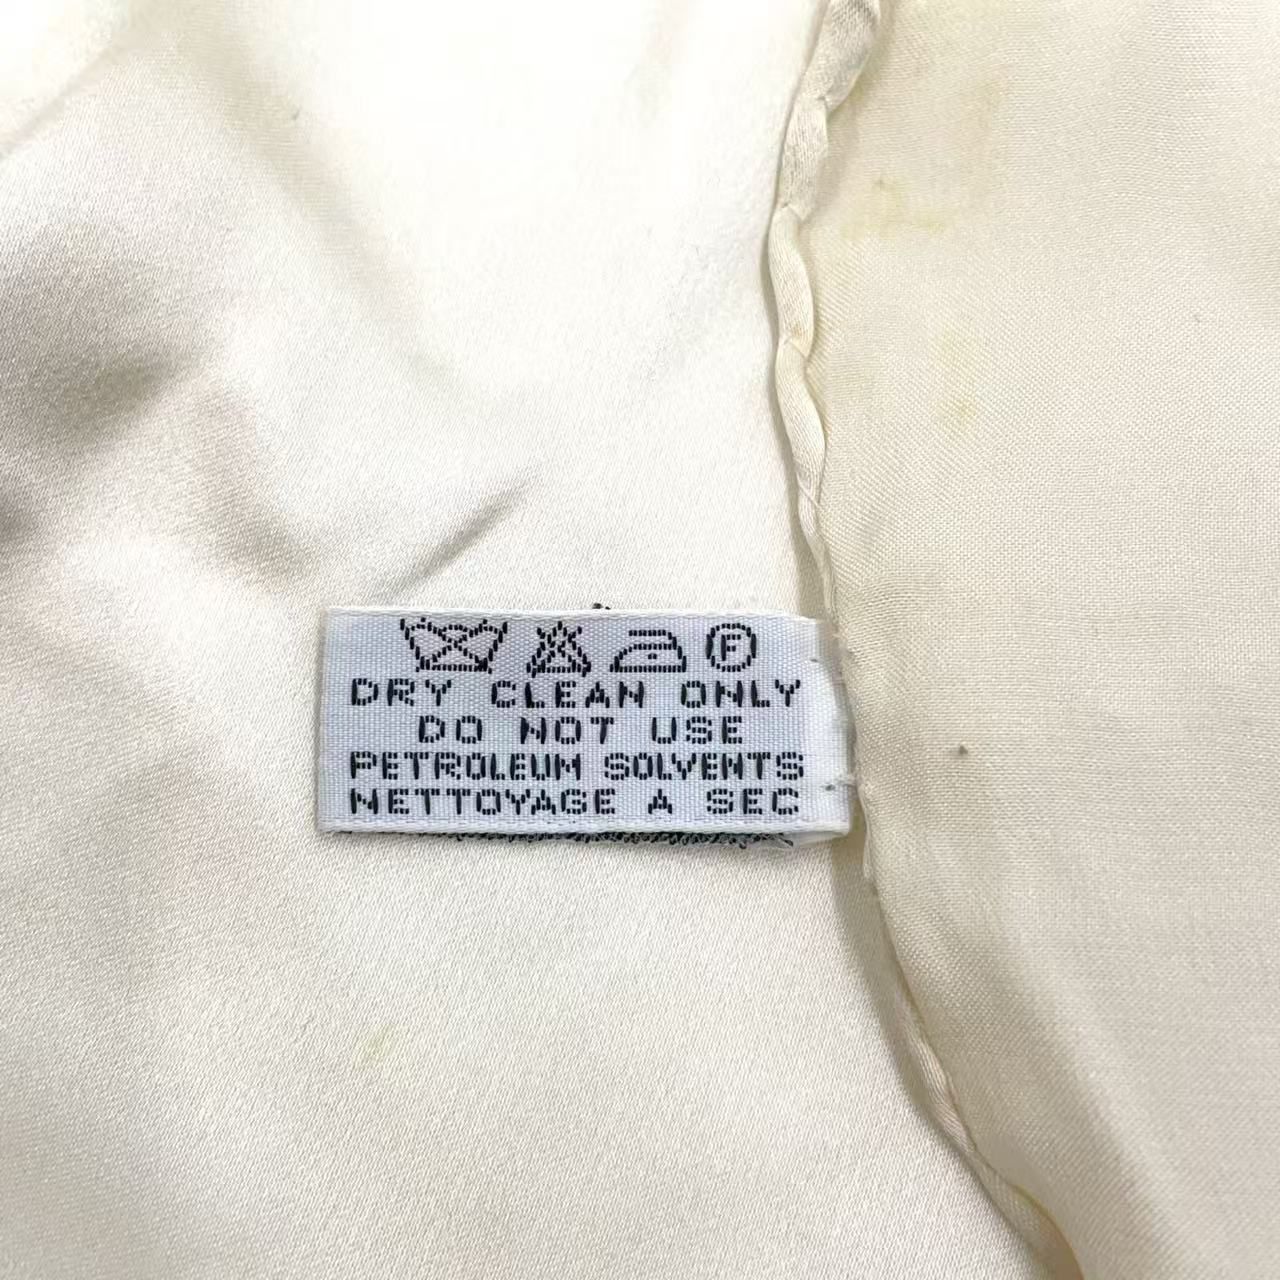 F
DRY CLEAN ONLY
DO NOT USE
PETROLEUM SOLVENTS
NETTOYAGE A SEC